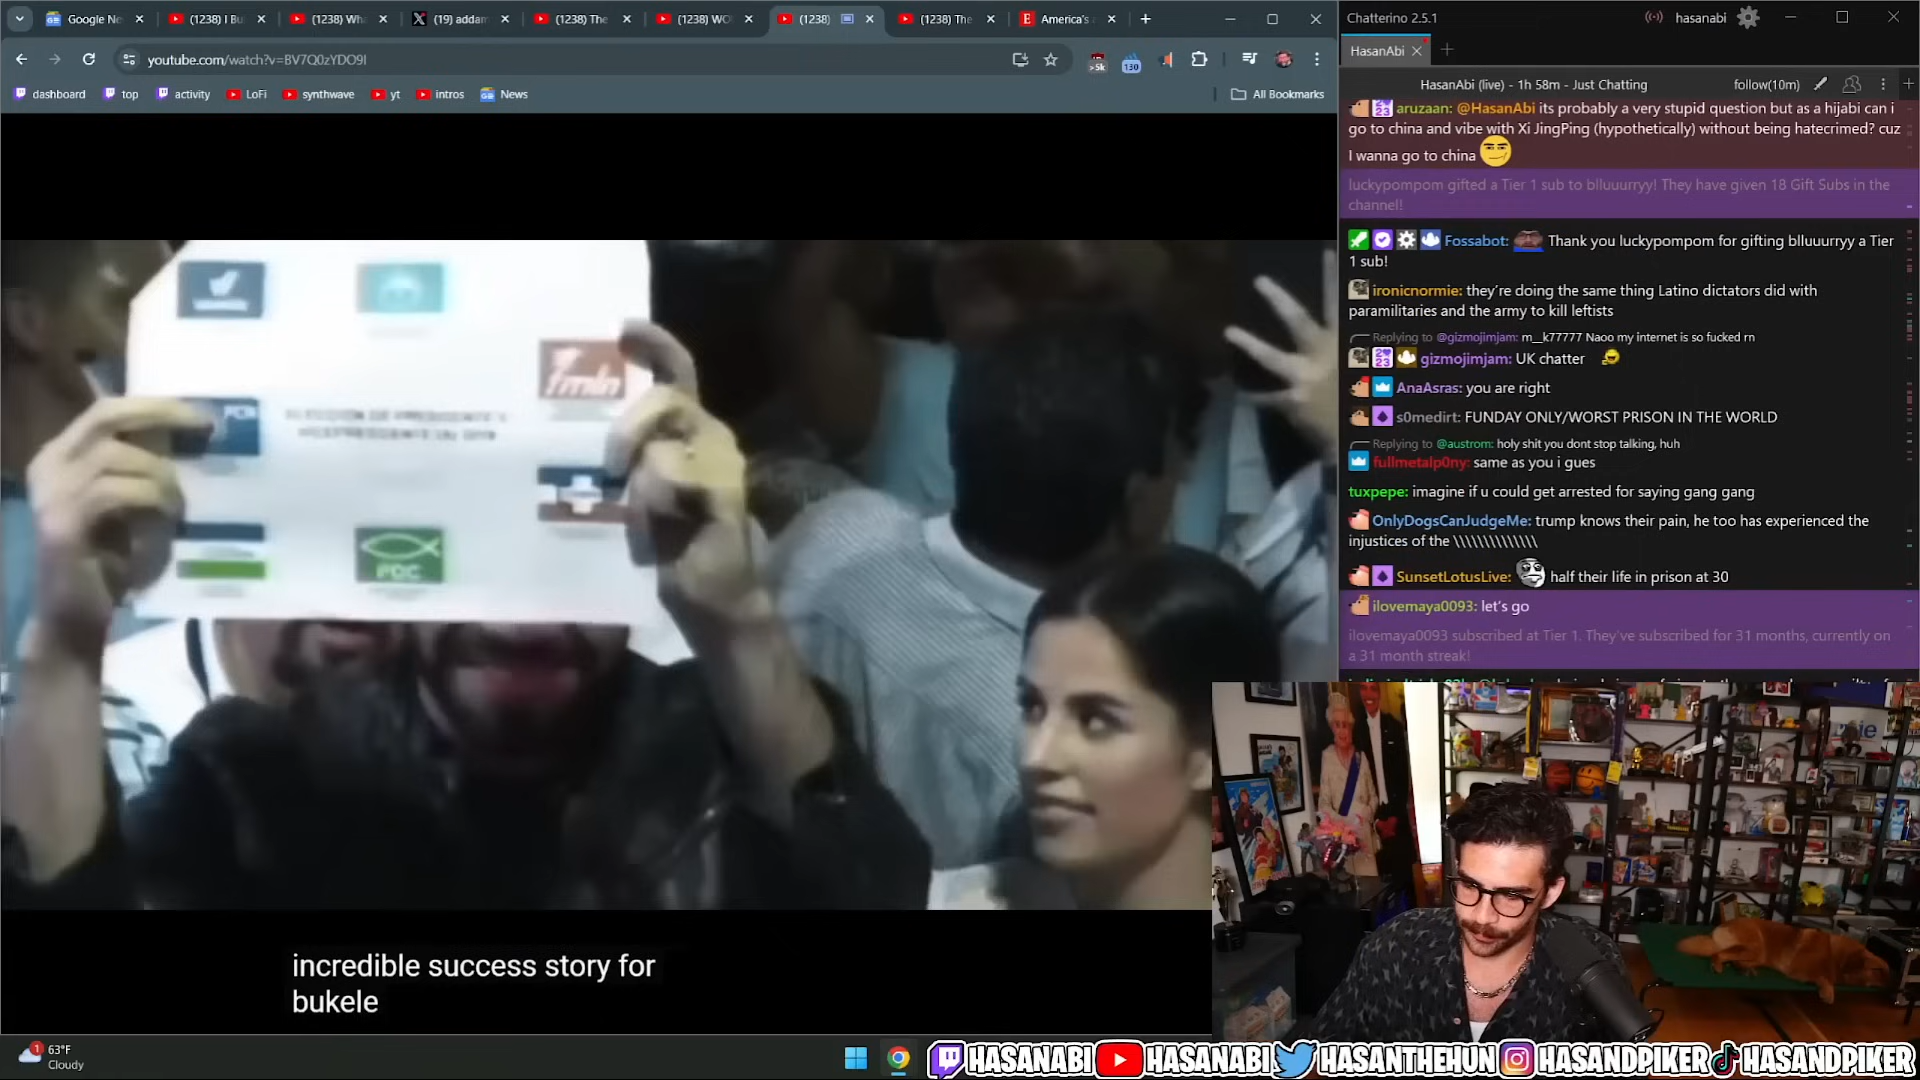 Google Ne
(1238) I Bu
(1238) Wha
(19) addam
(1238) The
(1238) WO
(1238)
(1238) The
America's
youtube.com/watch?v=BV7Q0zYDO9I
>5k
130
dashboard
top
activity
LoFi
synthwave
yt
intros
News
All Bookmarks
PCN
fmln
PDC
incredible success story for
bukele
Chatterino 2.5.1
hasanabi
HasanAbi
HasanAbi (live) - 1h 58m - Just Chatting
follow(10m)
aruzaan: @HasanAbi its probably a very stupid question but as a hijabi can i
go to china and vibe with Xi JingPing (hypothetically) without being hatecrimed? cuz
I wanna go to china
luckypompom gifted a Tier 1 sub to blluuurryy! They have given 18 Gift Subs in the
channel!
Fossabot: Thank you luckypompom for gifting blluuurryy a Tier
1 sub!
ironicnormie: they're doing the same thing Latino dictators did with
paramilitaries and the army to kill leftists
Replying to @gizmojimjam: m__k77777 Naoo my internet is so fucked rn
gizmojimjam: UK chatter
AnaAsras: you are right
s0medirt: FUNDAY ONLY/WORST PRISON IN THE WORLD
Replying to @austrom: holy shit you dont stop talking, huh
fullmetalp0ny: same as you i gues
tuxpepe: imagine if u could get arrested for saying gang gang
OnlyDogsCanJudgeMe: trump knows their pain, he too has experienced the
injustices of the \\\\\\\\\\\\\
SunsetLotusLive: half their life in prison at 30
ilovemaya0093: let's go
ilovemaya0093 subscribed at Tier 1. They've subscribed for 31 months, currently on
a 31 month streak!
1
63°F
Cloudy
HASANABI HASANABI HASANTHEHUN HASANDPIKER HASANDPIKER